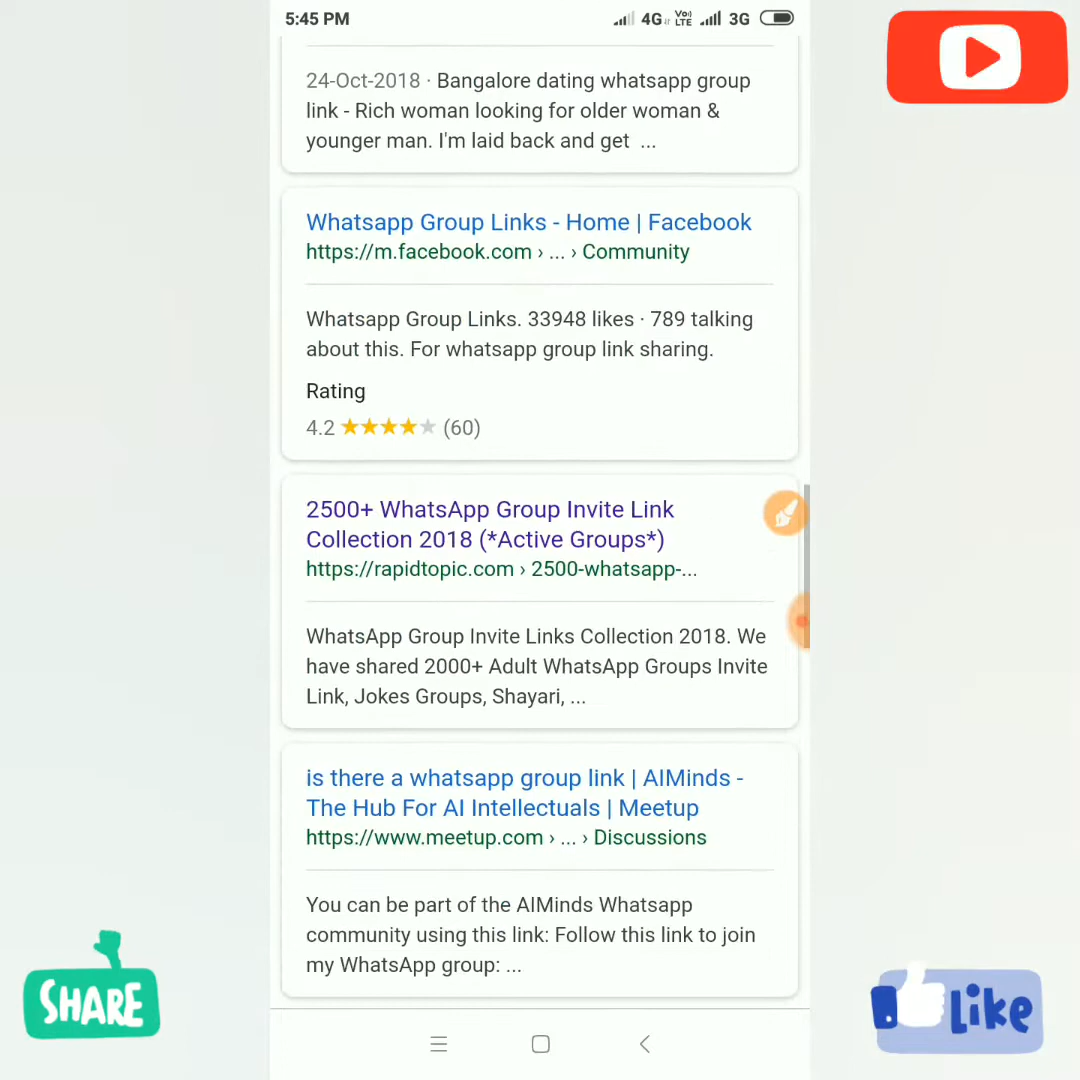 5:45 PM 4G Vo)) LTE 3G
24-Oct-2018 · Bangalore dating whatsapp group
link - Rich woman looking for older woman &
younger man. I'm laid back and get ...
Whatsapp Group Links - Home | Facebook
https://m.facebook.com › ... › Community
Whatsapp Group Links. 33948 likes · 789 talking
about this. For whatsapp group link sharing.
Rating
4.2 (60)
2500+ WhatsApp Group Invite Link
Collection 2018 (*Active Groups*)
https://rapidtopic.com › 2500-whatsapp-...
WhatsApp Group Invite Links Collection 2018. We
have shared 2000+ Adult WhatsApp Groups Invite
Link, Jokes Groups, Shayari, ...
is there a whatsapp group link | AIMinds -
The Hub For AI Intellectuals | Meetup
https://www.meetup.com › ... › Discussions
You can be part of the AIMinds Whatsapp
community using this link: Follow this link to join
my WhatsApp group: ...
SHARE
Like